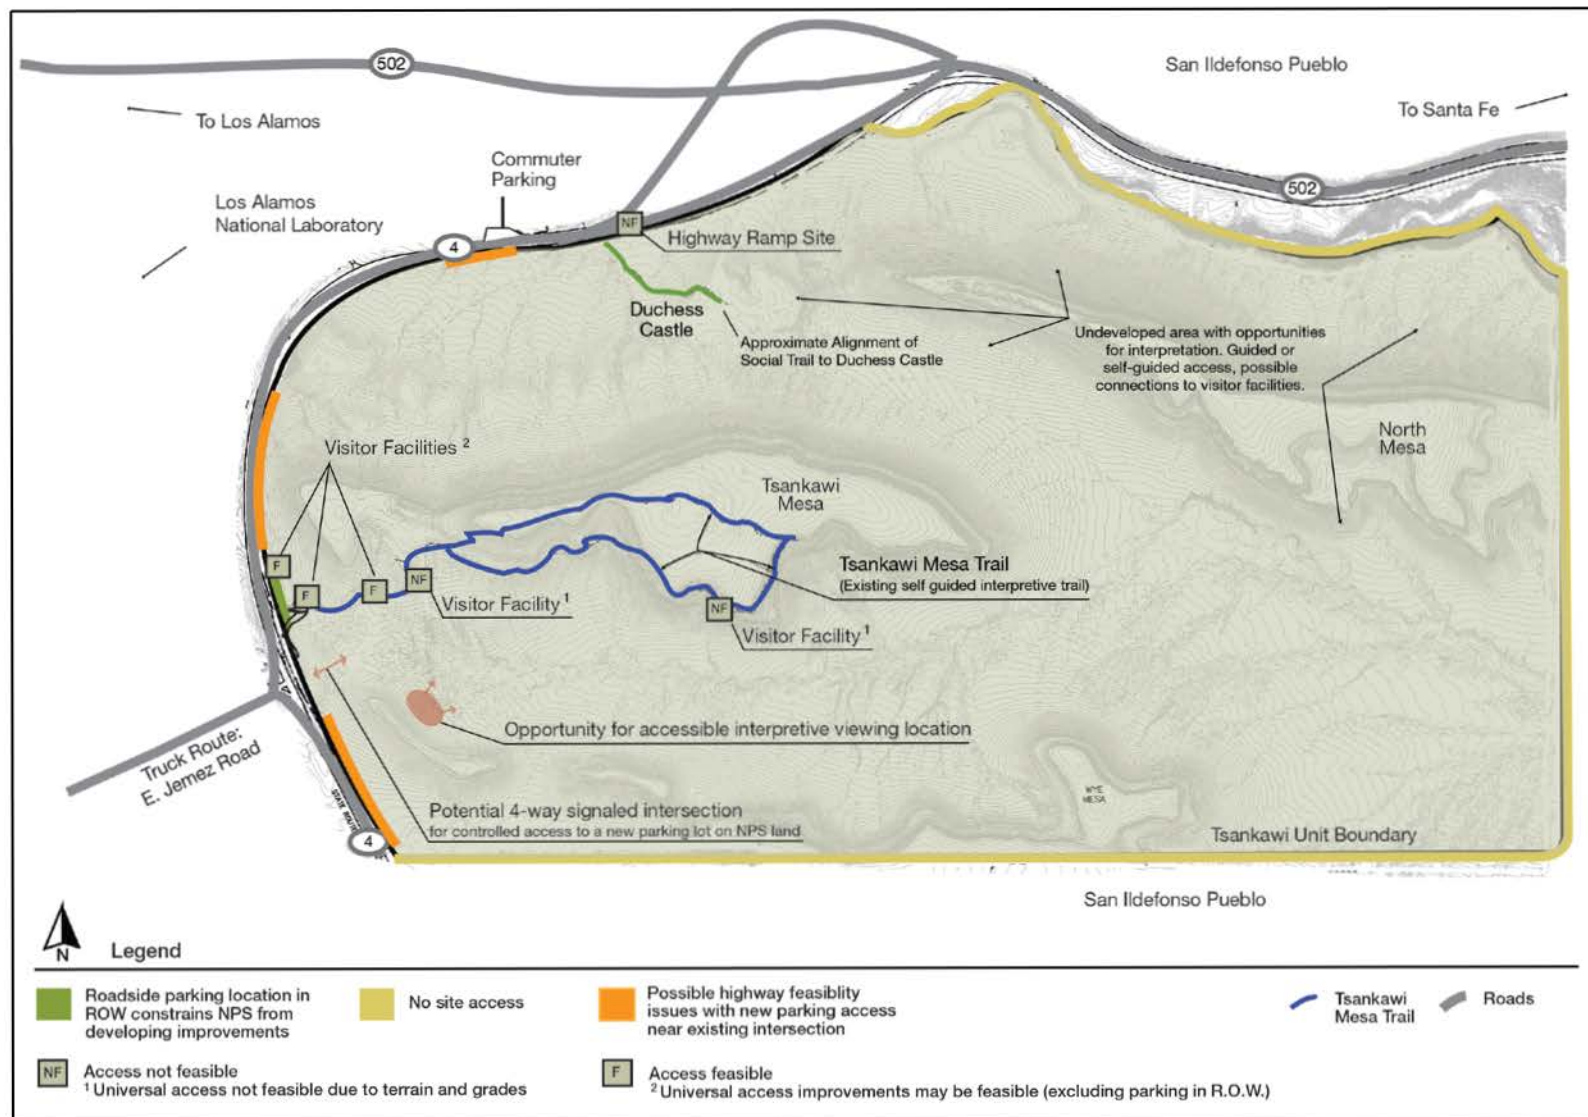 502
San Ildefonso Pueblo
To Santa Fe
To Los Alamos
Commuter
Parking
502
Los Alamos
National Laboratory
NF
Highway Ramp Site
4
Duchess
Castle
Approximate Alignment of
Social Trail to Duchess Castle
Undeveloped area with opportunities
for interpretation. Guided or
self-guided access, possible
connections to visitor facilities.
North
Mesa
Visitor Facilities 2
Tsankawi
Mesa
Tsankawi Mesa Trail
(Existing self guided interpretive trail)
F
F
F
NF
Visitor Facility 1
NF
Visitor Facility 1
Opportunity for accessible interpretive viewing location
Truck Route:
E. Jemez Road
Potential 4-way signaled intersection
for controlled access to a new parking lot on NPS land
WYE
MESA
Tsankawi Unit Boundary
4
San Ildefonso Pueblo
N
Legend
Roadside parking location in
ROW constrains NPS from
developing improvements
No site access
Possible highway feasiblity
issues with new parking access
near existing intersection
Tsankawi
Mesa Trail
Roads
NF
Access not feasible
1 Universal access not feasible due to terrain and grades
F
Access feasible
2 Universal access improvements may be feasible (excluding parking in R.O.W.)